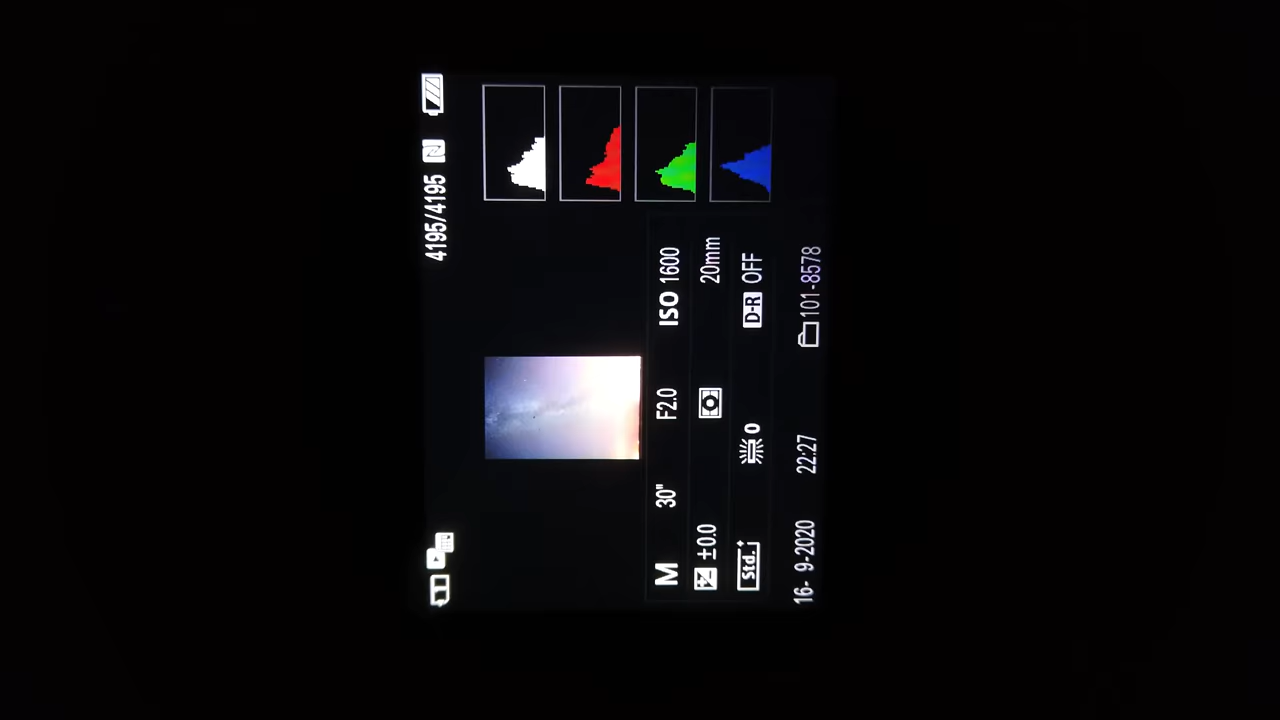 4195/4195
M 30" F2.0 ISO 1600
±0.0 20mm
Std. 0 D-R OFF
16- 9-2020 22:27 101-8578